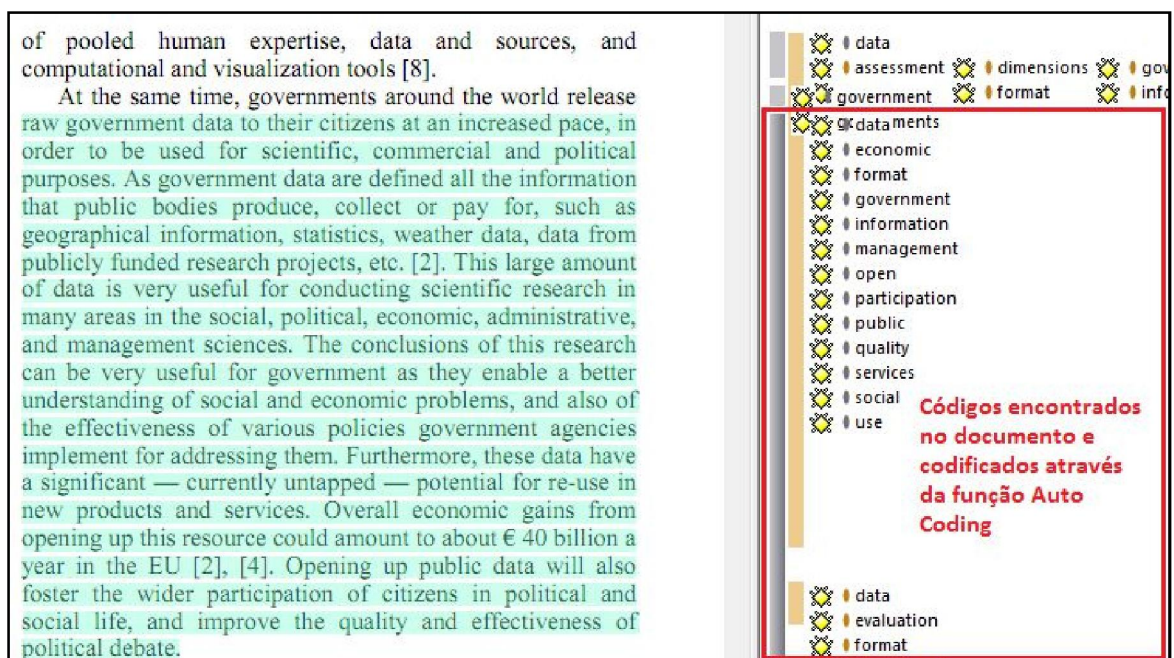 of pooled human expertise, data and sources, and
computational and visualization tools [8].
At the same time, governments around the world release
raw government data to their citizens at an increased pace, in
order to be used for scientific, commercial and political
purposes. As government data are defined all the information
that public bodies produce, collect or pay for, such as
geographical information, statistics, weather data, data from
publicly funded research projects, etc. [2]. This large amount
of data is very useful for conducting scientific research in
many areas in the social, political, economic, administrative,
and management sciences. The conclusions of this research
can be very useful for government as they enable a better
understanding of social and economic problems, and also of
the effectiveness of various policies government agencies
implement for addressing them. Furthermore, these data have
a significant — currently untapped — potential for re-use in
new products and services. Overall economic gains from
opening up this resource could amount to about € 40 billion a
year in the EU [2], [4]. Opening up public data will also
foster the wider participation of citizens in political and
social life, and improve the quality and effectiveness of
political debate.
data
assessment dimensions gov
government format info
data
economic
format
government
information
management
open
participation
public
quality
services
social
use
Códigos encontrados
no documento e
codificados através
da função Auto
Coding
data
evaluation
format